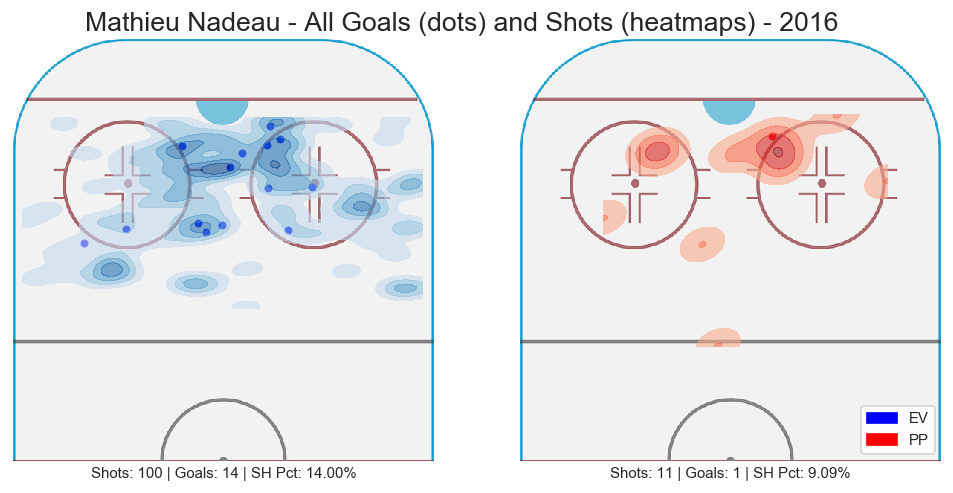 Mathieu Nadeau - All Goals (dots) and Shots (heatmaps) - 2016
EV
PP
Shots: 100 | Goals: 14 | SH Pct: 14.00%
Shots: 11 | Goals: 1 | SH Pct: 9.09%